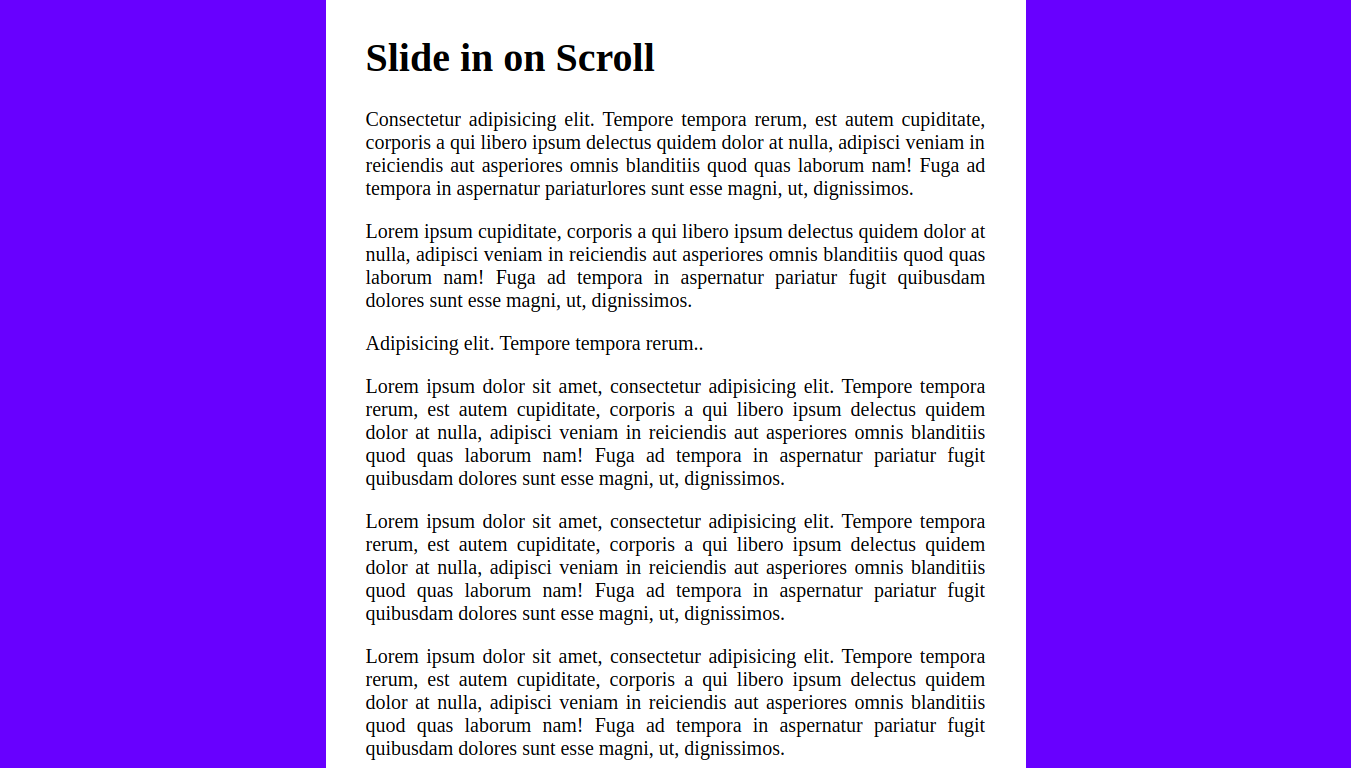 Slide in on Scroll
Consectetur adipisicing elit. Tempore tempora rerum, est autem cupiditate,
corporis a qui libero ipsum delectus quidem dolor at nulla, adipisci veniam in
reiciendis aut asperiores omnis blanditiis quod quas laborum nam! Fuga ad
tempora in aspernatur pariaturlores sunt esse magni, ut, dignissimos.
Lorem ipsum cupiditate, corporis a qui libero ipsum delectus quidem dolor at
nulla, adipisci veniam in reiciendis aut asperiores omnis blanditiis quod quas
laborum nam! Fuga ad tempora in aspernatur pariatur fugit quibusdam
dolores sunt esse magni, ut, dignissimos.
Adipisicing elit. Tempore tempora rerum..
Lorem ipsum dolor sit amet, consectetur adipisicing elit. Tempore tempora
rerum, est autem cupiditate, corporis a qui libero ipsum delectus quidem
dolor at nulla, adipisci veniam in reiciendis aut asperiores omnis blanditiis
quod quas laborum nam! Fuga ad tempora in aspernatur pariatur fugit
quibusdam dolores sunt esse magni, ut, dignissimos.
Lorem ipsum dolor sit amet, consectetur adipisicing elit. Tempore tempora
rerum, est autem cupiditate, corporis a qui libero ipsum delectus quidem
dolor at nulla, adipisci veniam in reiciendis aut asperiores omnis blanditiis
quod quas laborum nam! Fuga ad tempora in aspernatur pariatur fugit
quibusdam dolores sunt esse magni, ut, dignissimos.
Lorem ipsum dolor sit amet, consectetur adipisicing elit. Tempore tempora
rerum, est autem cupiditate, corporis a qui libero ipsum delectus quidem
dolor at nulla, adipisci veniam in reiciendis aut asperiores omnis blanditiis
quod quas laborum nam! Fuga ad tempora in aspernatur pariatur fugit
quibusdam dolores sunt esse magni, ut, dignissimos.